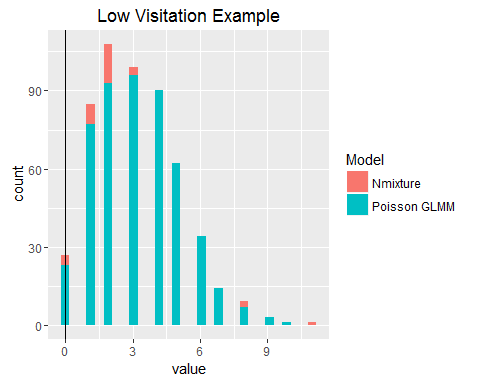 Low Visitation Example
count
90
60
30
0
0 3 6 9
value
Model
Nmixture
Poisson GLMM